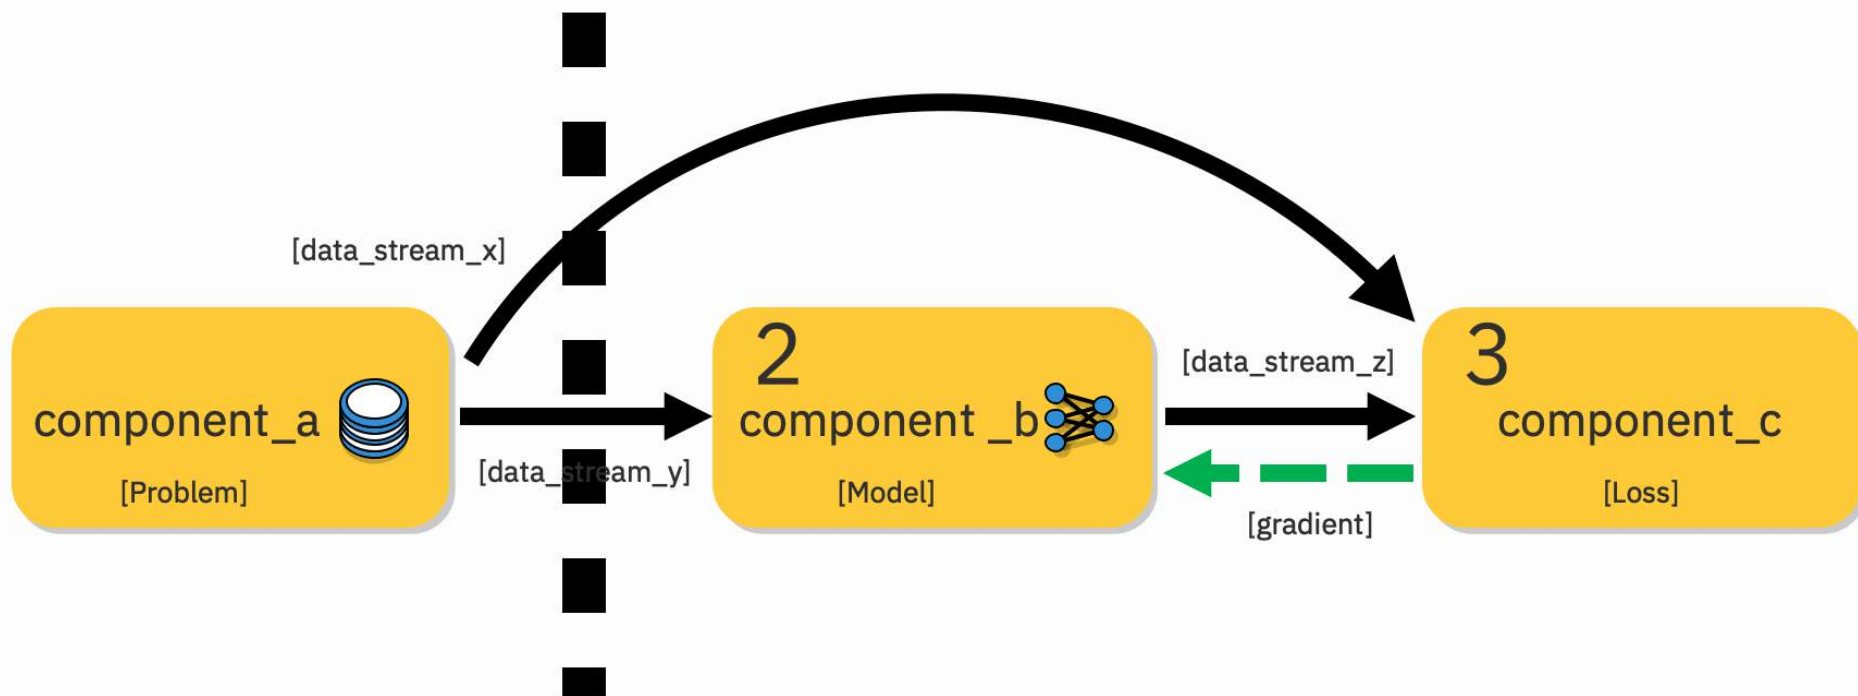 [data_stream_x]
2
3
[data_stream_z]
component_a
component _b
component_c
[data_stream_y]
[Problem]
[Model]
[Loss]
[gradient]